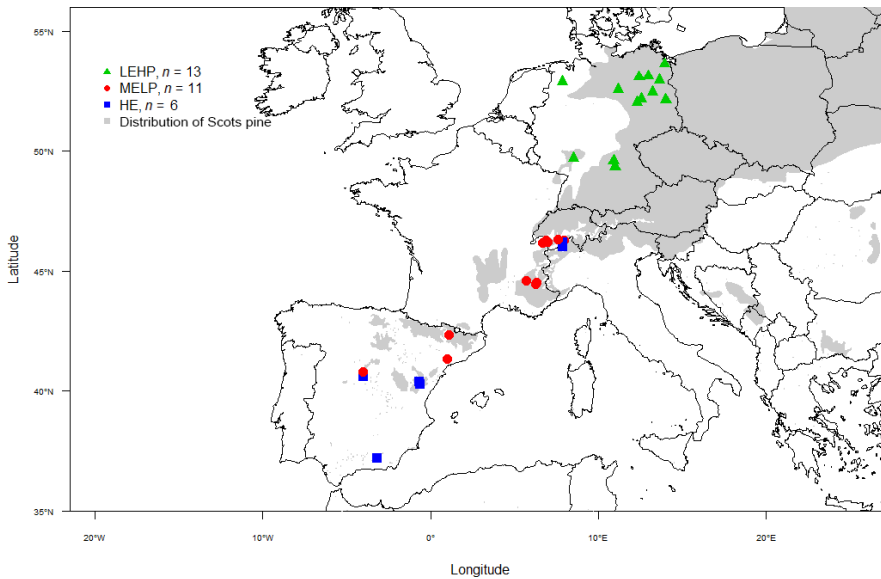 55°N
LEHP, n = 13
MELP, n = 11
HE, n = 6
Distribution of Scots pine
50°N
Latitude
45°N
40°N
35°N
20°W 10°W 0° 10°E 20°E
Longitude